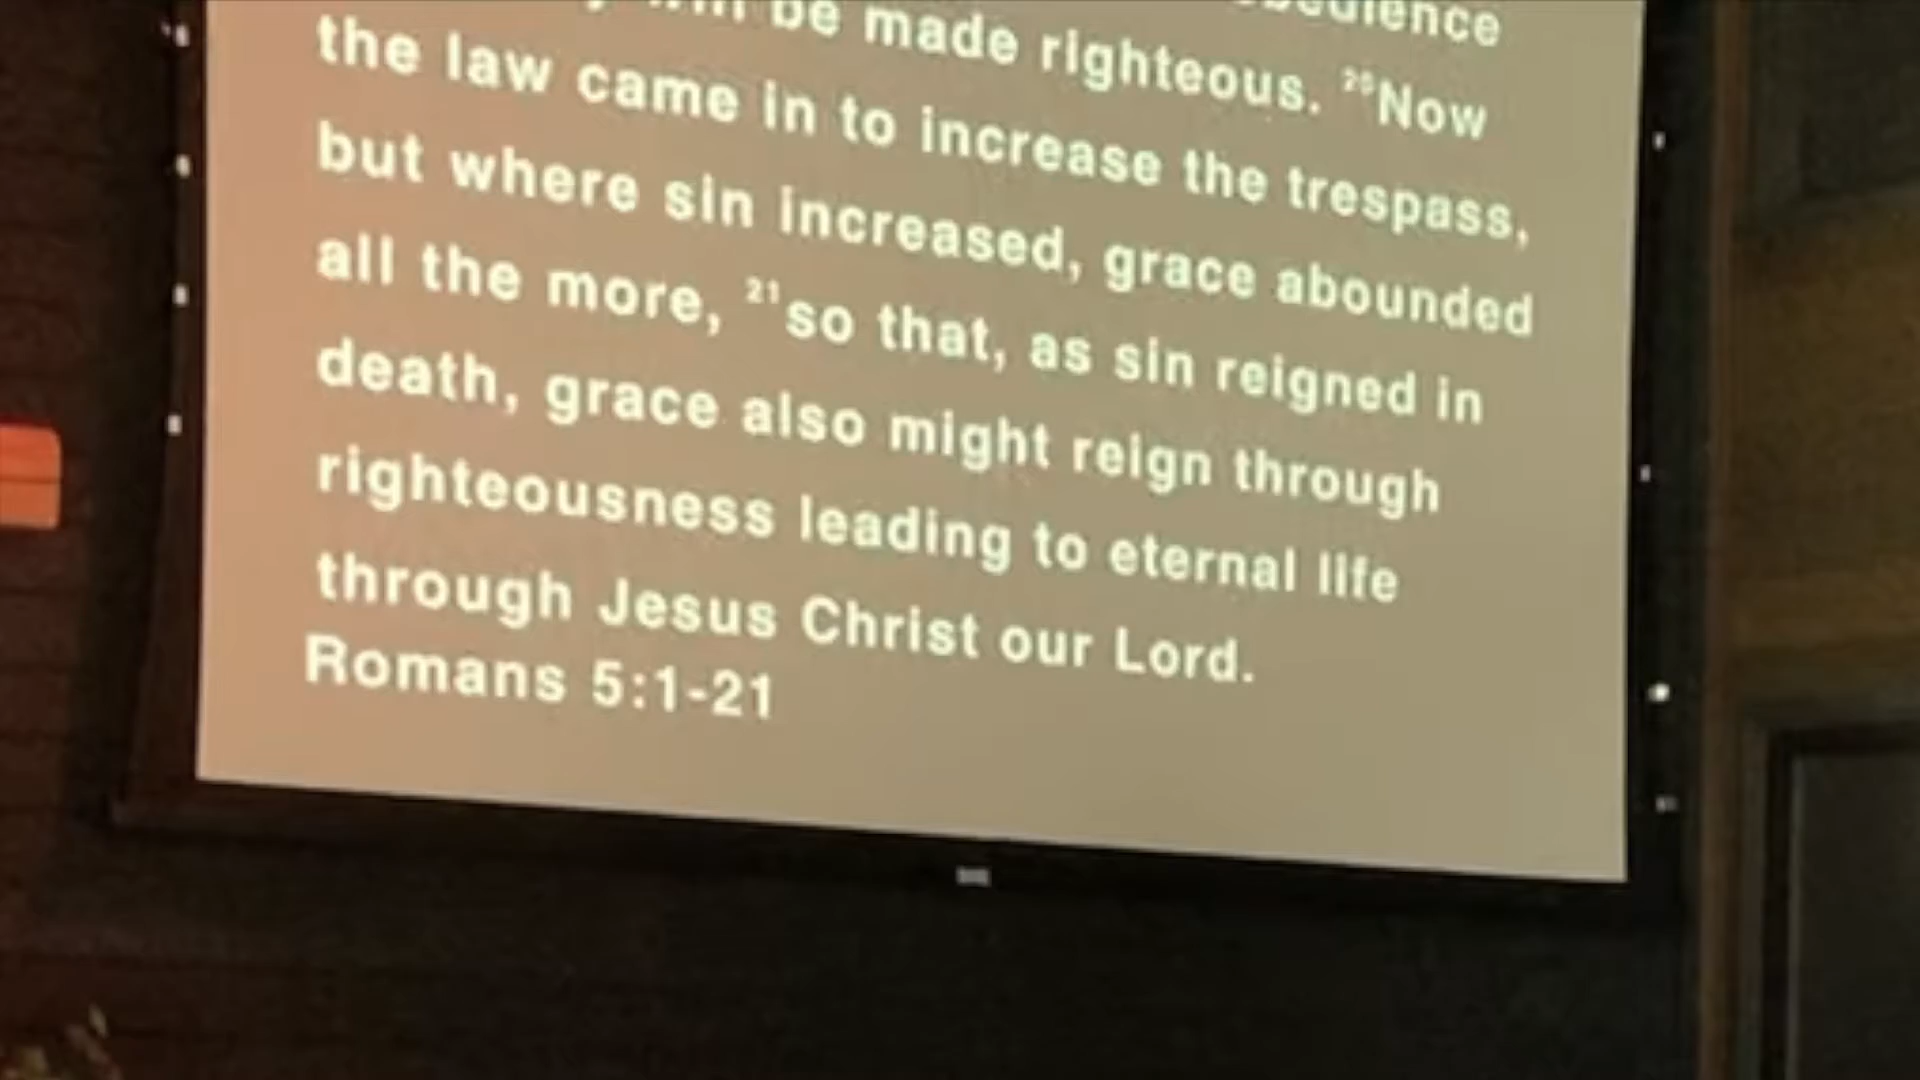 be made righteous. ²⁰Now
the law came in to increase the trespass,
but where sin increased, grace abounded
all the more, ²¹so that, as sin reigned in
death, grace also might reign through
righteousness leading to eternal life
through Jesus Christ our Lord.
Romans 5:1-21